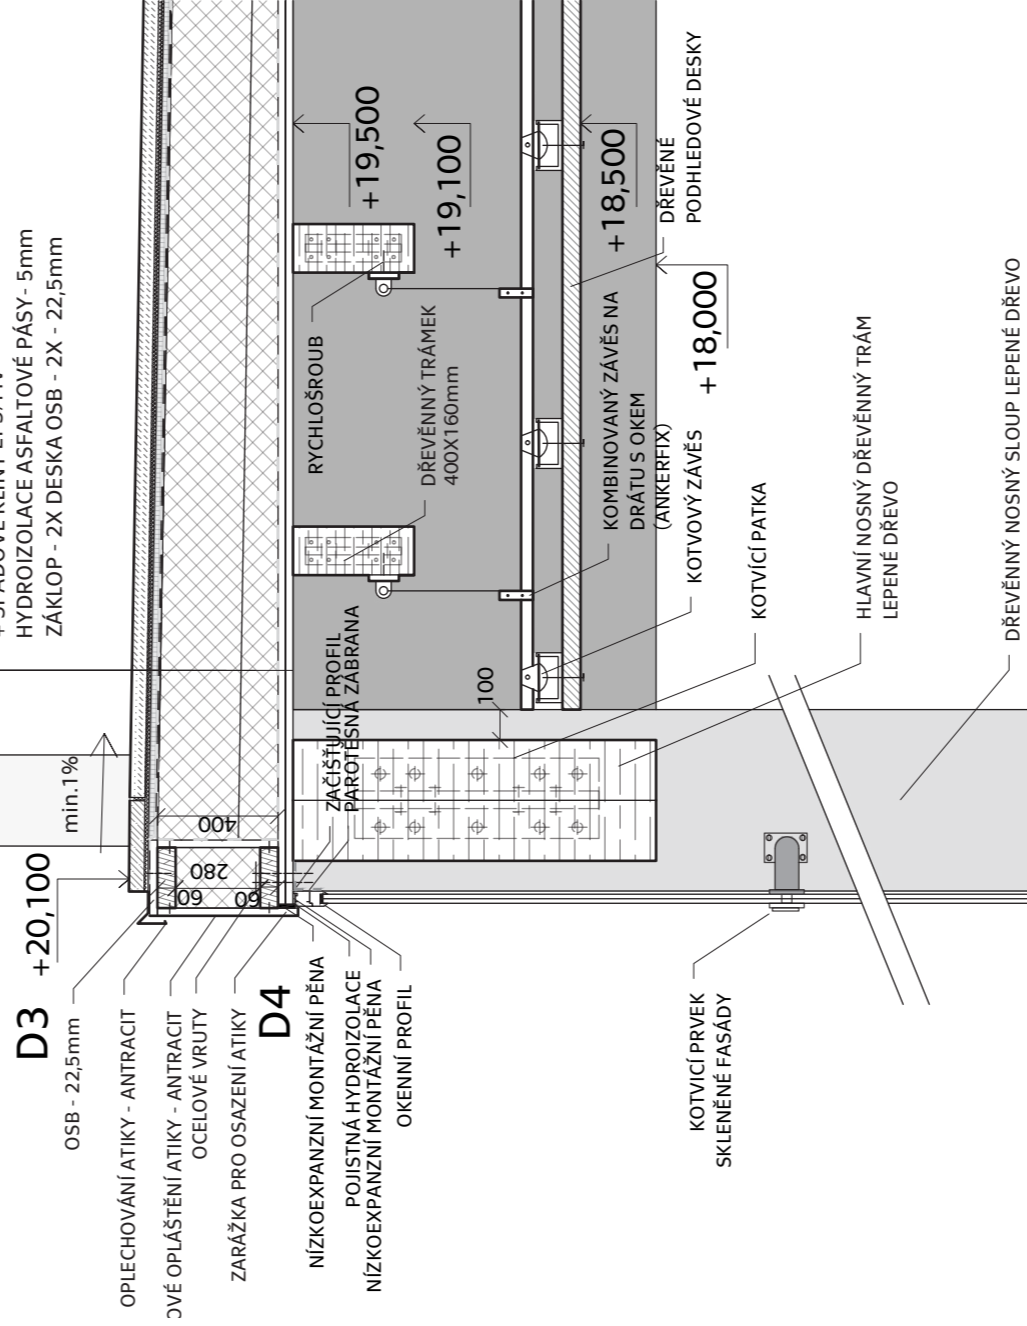 HYDROIZOLACE ASFALTOVÉ PÁSY - 5mm
ZÁKLOP - 2X DESKA OSB - 2X - 22,5mm
min.1%
D3
+20,100
OSB - 22,5mm
OPLECHOVÁNÍ ATIKY - ANTRACIT
OVÉ OPLÁŠTĚNÍ ATIKY - ANTRACIT
OCELOVÉ VRUTY
ZARÁŽKA PRO OSAZENÍ ATIKY
D4
NÍZKOEXPANZNÍ MONTÁŽNÍ PĚNA
POJISTNÁ HYDROIZOLACE
NÍZKOEXPANZNÍ MONTÁŽNÍ PĚNA
OKENNÍ PROFIL
400
280
60
60
ZAČIŠŤUJÍCÍ PROFIL
PAROTĚSNÁ ZÁBRANA
+19,500
+19,100
+18,500
+18,000
RYCHLOŠROUB
DŘEVĚNNÝ TRÁMEK
400X160mm
100
DŘEVĚNÉ
PODHLEDOVÉ DESKY
KOMBINOVANÝ ZÁVĚS NA
DRÁTU S OKEM
(ANKERFIX)
KOTVOVÝ ZÁVĚS
KOTVÍCÍ PATKA
HLAVNÍ NOSNÝ DŘEVĚNNÝ TRÁM
LEPENÉ DŘEVO
DŘEVĚNNÝ NOSNÝ SLOUP LEPENÉ DŘEVO
KOTVICÍ PRVEK
SKLENĚNÉ FASÁDY